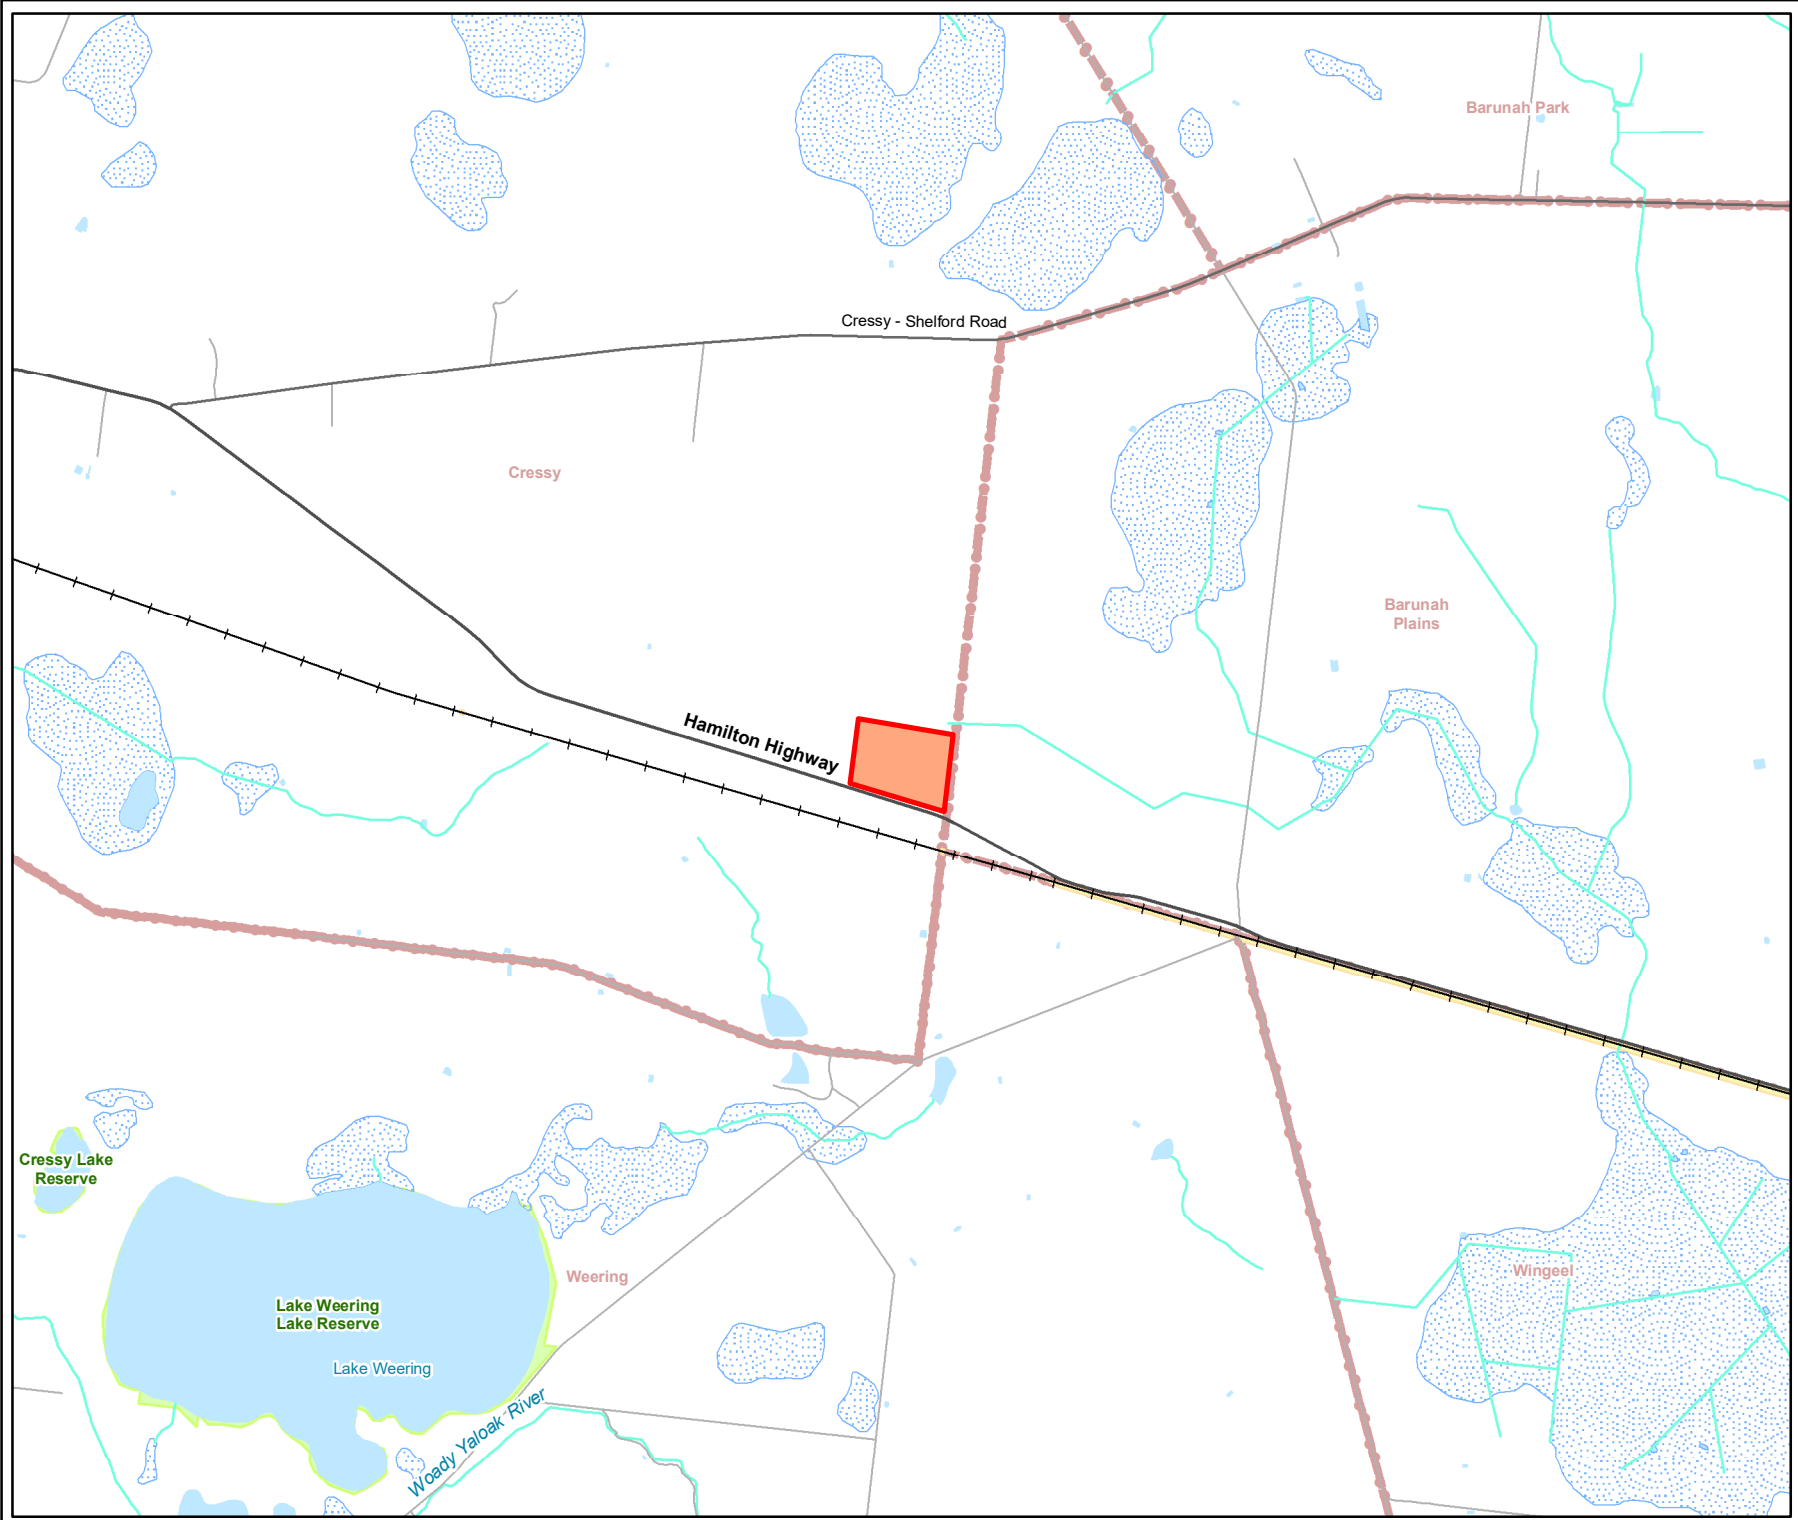 Barunah Park
Cressy - Shelford Road
Cressy
Barunah
Plains
Hamilton Highway
Cressy Lake
Reserve
Weering
Wingeel
Lake Weering
Lake Reserve
Lake Weering
Woady Yaloak River